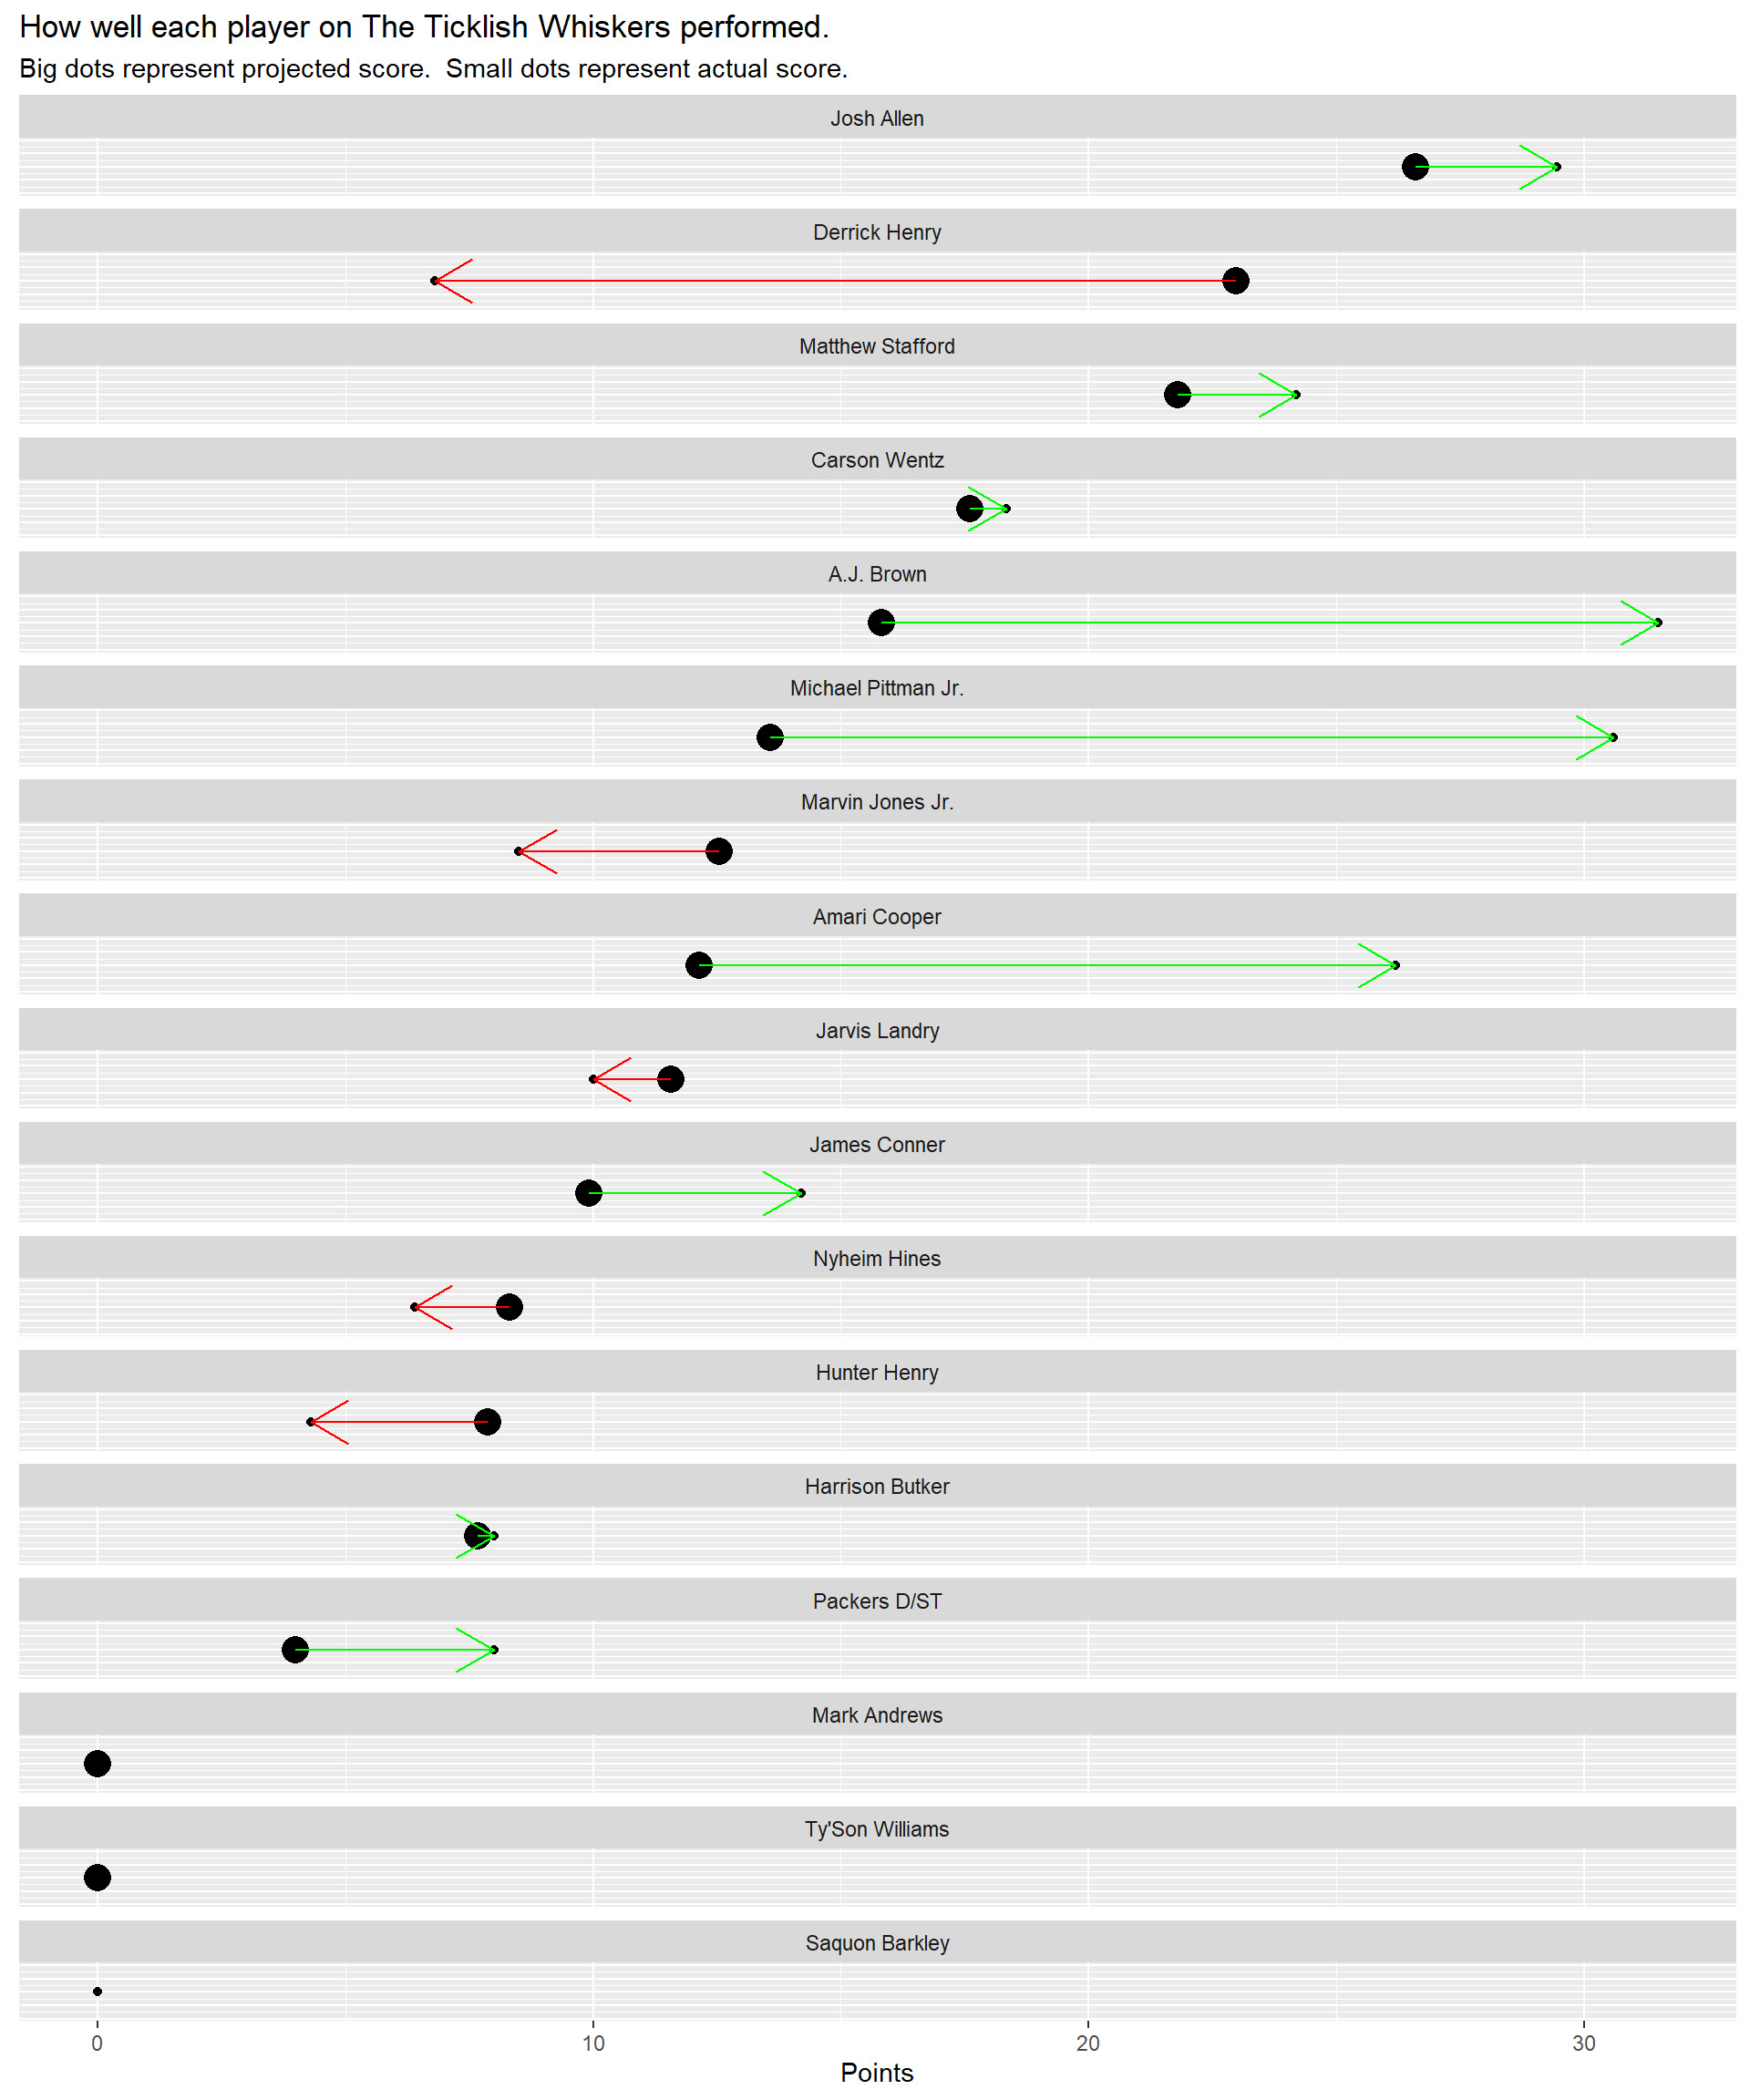 How well each player on The Ticklish Whiskers performed.
Big dots represent projected score.  Small dots represent actual score.
Josh Allen
Derrick Henry
Matthew Stafford
Carson Wentz
A.J. Brown
Michael Pittman Jr.
Marvin Jones Jr.
Amari Cooper
Jarvis Landry
James Conner
Nyheim Hines
Hunter Henry
Harrison Butker
Packers D/ST
Mark Andrews
Ty'Son Williams
Saquon Barkley
0 10 20 30
Points